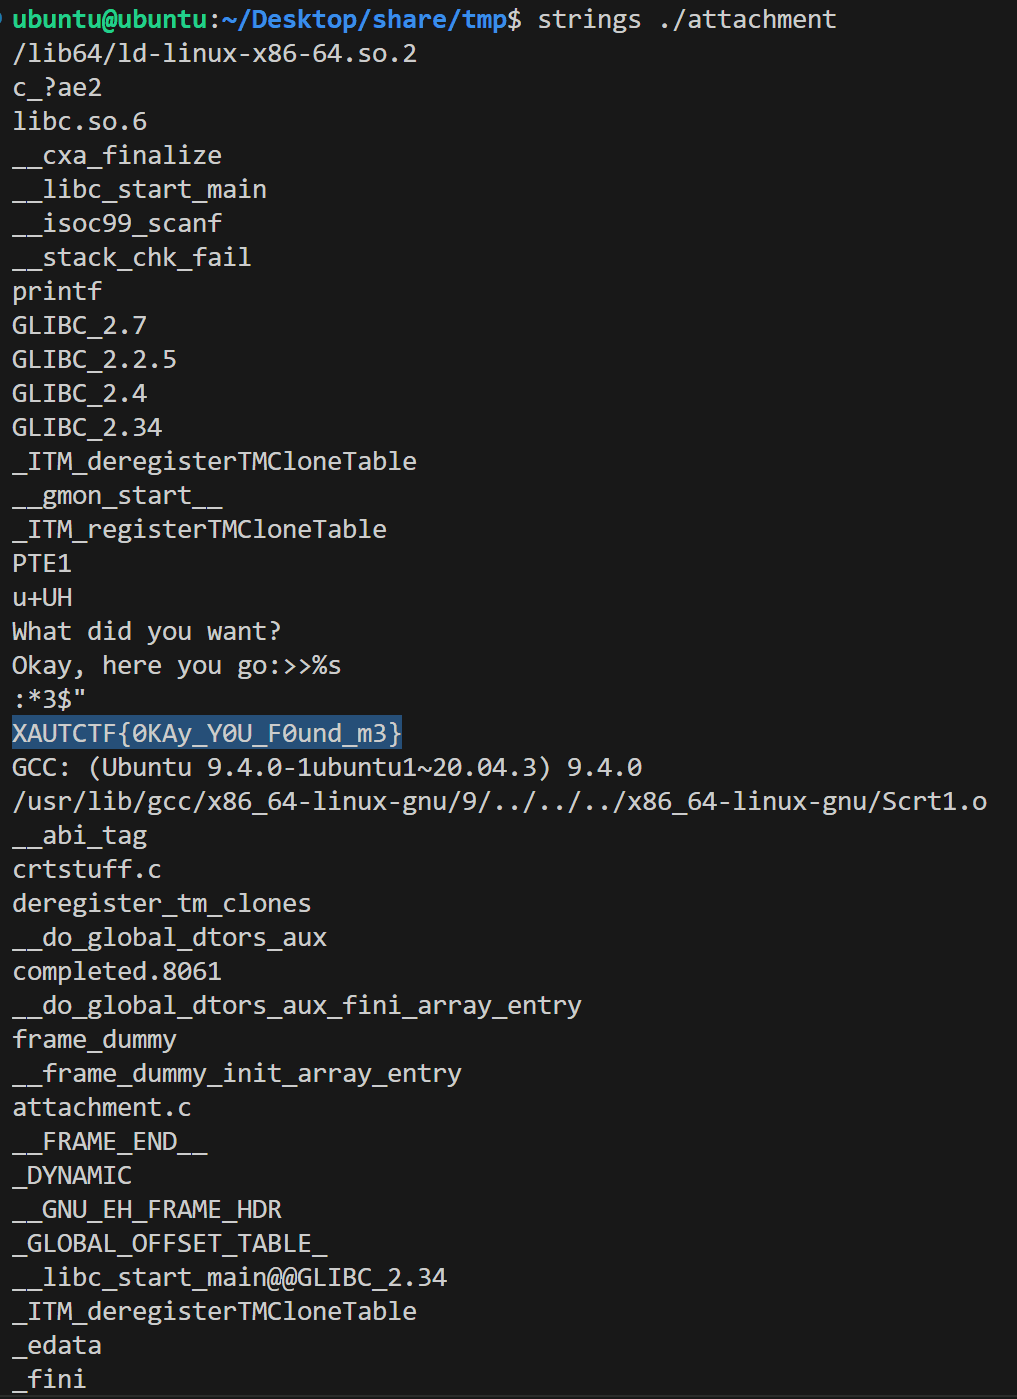 ubuntu@ubuntu:~/Desktop/share/tmp$ strings ./attachment
/lib64/ld-linux-x86-64.so.2
c_?ae2
libc.so.6
__cxa_finalize
__libc_start_main
__isoc99_scanf
__stack_chk_fail
printf
GLIBC_2.7
GLIBC_2.2.5
GLIBC_2.4
GLIBC_2.34
_ITM_deregisterTMCloneTable
__gmon_start__
_ITM_registerTMCloneTable
PTE1
u+UH
What did you want?
Okay, here you go:>>%s
:*3$"
XAUTCTF{0KAy_Y0U_F0und_m3}
GCC: (Ubuntu 9.4.0-1ubuntu1~20.04.3) 9.4.0
/usr/lib/gcc/x86_64-linux-gnu/9/../../../x86_64-linux-gnu/Scrt1.o
__abi_tag
crtstuff.c
deregister_tm_clones
__do_global_dtors_aux
completed.8061
__do_global_dtors_aux_fini_array_entry
frame_dummy
__frame_dummy_init_array_entry
attachment.c
__FRAME_END__
_DYNAMIC
__GNU_EH_FRAME_HDR
_GLOBAL_OFFSET_TABLE_
__libc_start_main@@GLIBC_2.34
_ITM_deregisterTMCloneTable
_edata
_fini